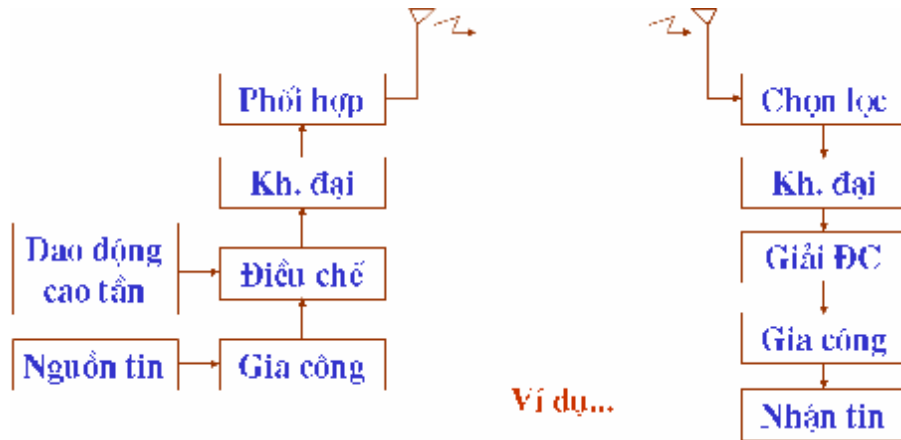 Phối hợp
Kh. đại
Dao động
cao tần
Điều chế
Nguồn tin
Gia công
Chọn lọc
Kh. đại
Giải ĐC
Gia công
Nhận tin
Ví dụ...